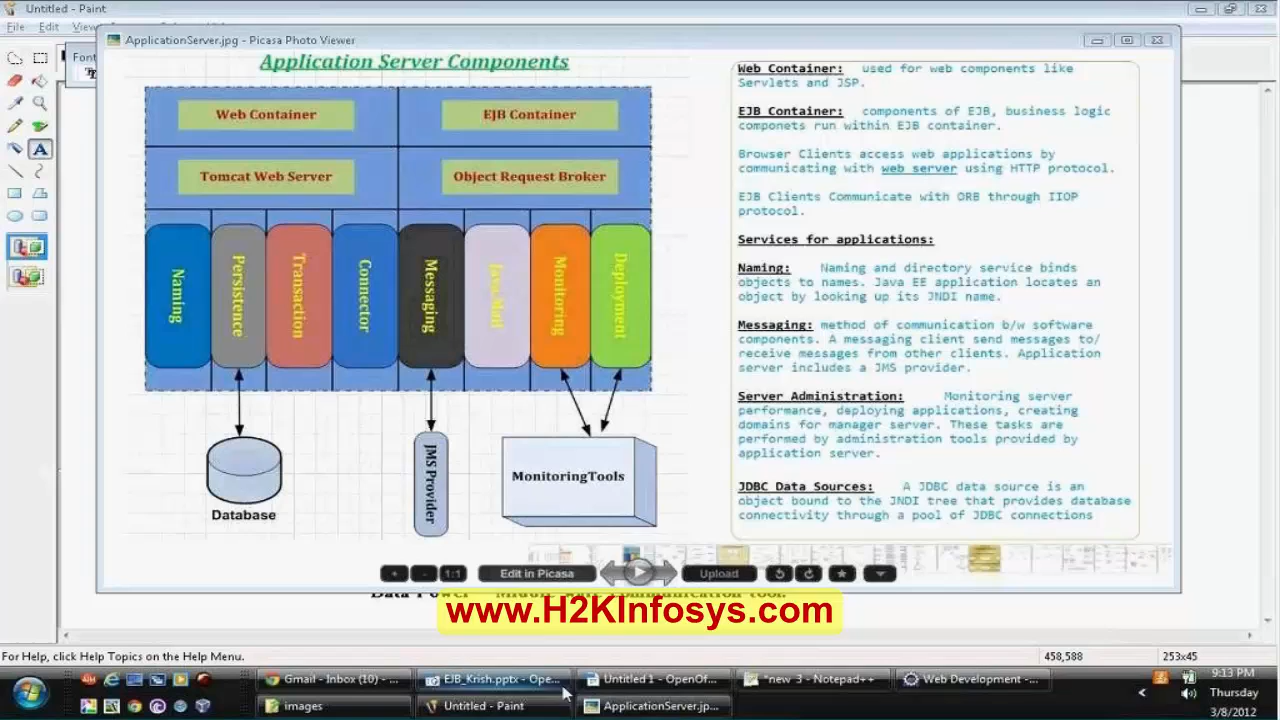 Untitled - Paint
File Edit View
ApplicationServer.jpg - Picasa Photo Viewer
Font
Application Server Components
Web Container
EJB Container
Tomcat Web Server
Object Request Broker
Naming
Persistence
Transaction
Connector
Messaging
Monitoring
Deployment
JMS Provider
MonitoringTools
Database
Web Container: used for web components like
Servlets and JSP.
EJB Container: components of EJB, business logic
componets run within EJB container.
Browser Clients access web applications by
communicating with web server using HTTP protocol.
EJB Clients Communicate with ORB through IIOP
protocol.
Services for applications:
Naming: Naming and directory service binds
objects to names. Java EE application locates an
object by looking up its JNDI name.
Messaging: method of communication b/w software
components. A messaging client send messages to/
receive messages from other clients. Application
server includes a JMS provider.
Server Administration: Monitoring server
performance, deploying applications, creating
domains for manager server. These tasks are
performed by administration tools provided by
application server.
JDBC Data Sources: A JDBC data source is an
object bound to the JNDI tree that provides database
connectivity through a pool of JDBC connections
1:1
Edit in Picasa
Upload
www.H2KInfosys.com
For Help, click Help Topics on the Help Menu.
458,588
253x45
Gmail - Inbox (10) - ...
EJB_Krish.pptx - Ope...
Untitled 1 - OpenOf...
*new 3 - Notepad++
Web Development - ...
9:13 PM
images
Untitled - Paint
ApplicationServer.jp...
Thursday
3/8/2012